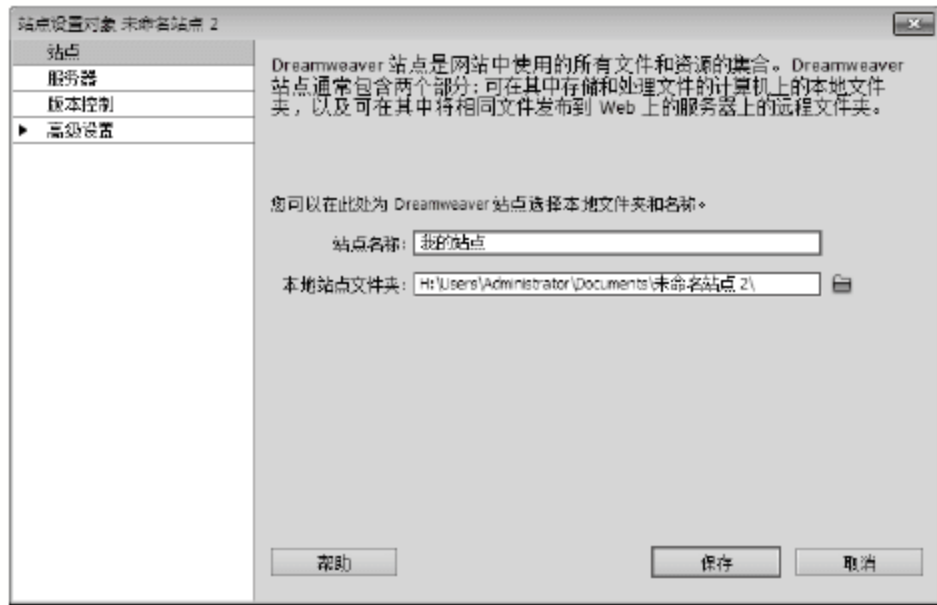 站点设置对象 未命名站点 2
站点
服务器
版本控制
高级设置
Dreamweaver 站点是网站中使用的所有文件和资源的集合。Dreamweaver
站点通常包含两个部分:可在其中存储和处理文件的计算机上的本地文件
夹,以及可在其中将相同文件发布到 Web 上的服务器上的远程文件夹。
您可以在此处为 Dreamweaver 站点选择本地文件夹和名称。
站点名称: 我的站点
本地站点文件夹: H:\Users\Administrator\Documents\未命名站点 2\
帮助 保存 取消